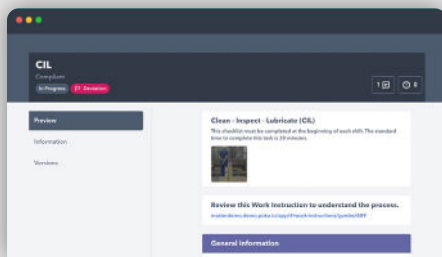 CIL
Compliant
In Progress
Deviation
1
0
Preview
Information
Versions
Clean - Inspect - Lubricate (CIL)
This checklist must be completed at the beginning of each shift. The standard
time to complete this task is 20 minutes.
Review this Work Instruction to understand the process.
General Information